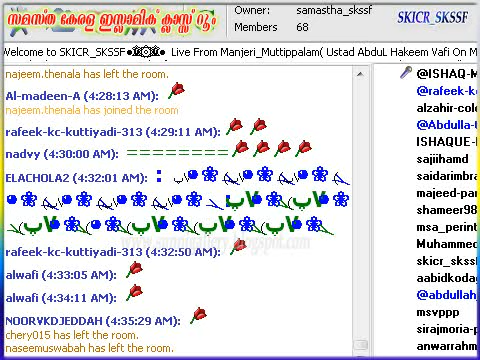 സമസ്ത കേരള ഇസ്ലാമിക് ക്ലാസ്സ് റൂം
Owner: samastha_skssf
Members 68
SKICR_SKSSF
Welcome to SKICR_SKSSF Live From Manjeri_Muttippalam( Ustad AbduL Hakeem Vafi On M
najeem.thenala has left the room.
Al-madeen-A (4:28:13 AM):
najeem.thenala has joined the room
rafeek-kc-kuttiyadi-313 (4:29:11 AM):
nadvy (4:30:00 AM): ========
ELACHOLA2 (4:32:01 AM): :
rafeek-kc-kuttiyadi-313 (4:32:50 AM):
alwafi (4:33:05 AM):
alwafi (4:34:11 AM):
NOORVKDJEDDAH (4:35:29 AM):
chery015 has left the room.
naseemuswabah has left the room.
@ISHAQ-M
@rafeek-k
alzahir-col
@Abdulla-
ISHAQUE-
sajiihamd
saidarimbra
majeed-par
shameer98
msa_perint
Muhammed
skicr_skssf
aabidkodag
@abdullah
msvppp
sirajmoria-p
anwarrahm